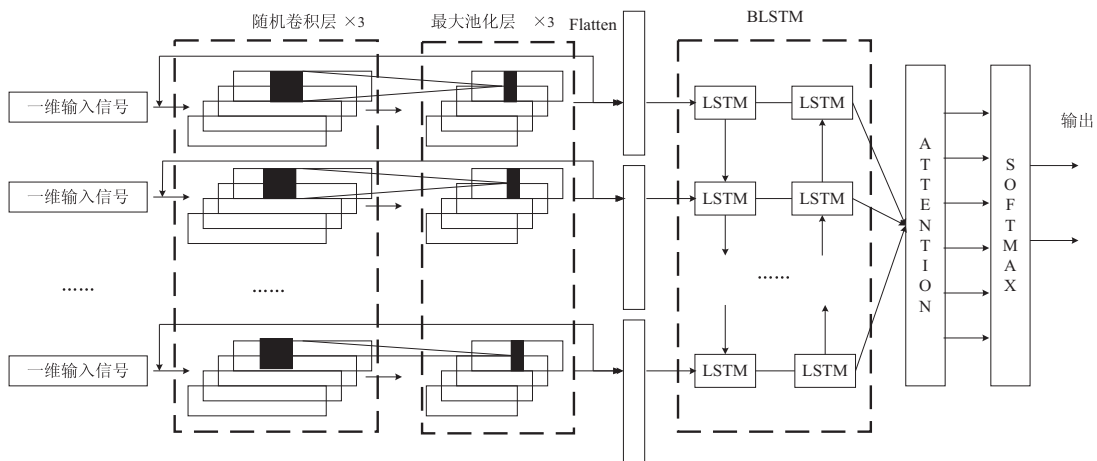 随机卷积层 ×3
最大池化层 ×3
Flatten
BLSTM
一维输入信号
LSTM
LSTM
输出
一维输入信号
LSTM
LSTM
ATTENTION
SOFTMAX
......
......
......
一维输入信号
LSTM
LSTM